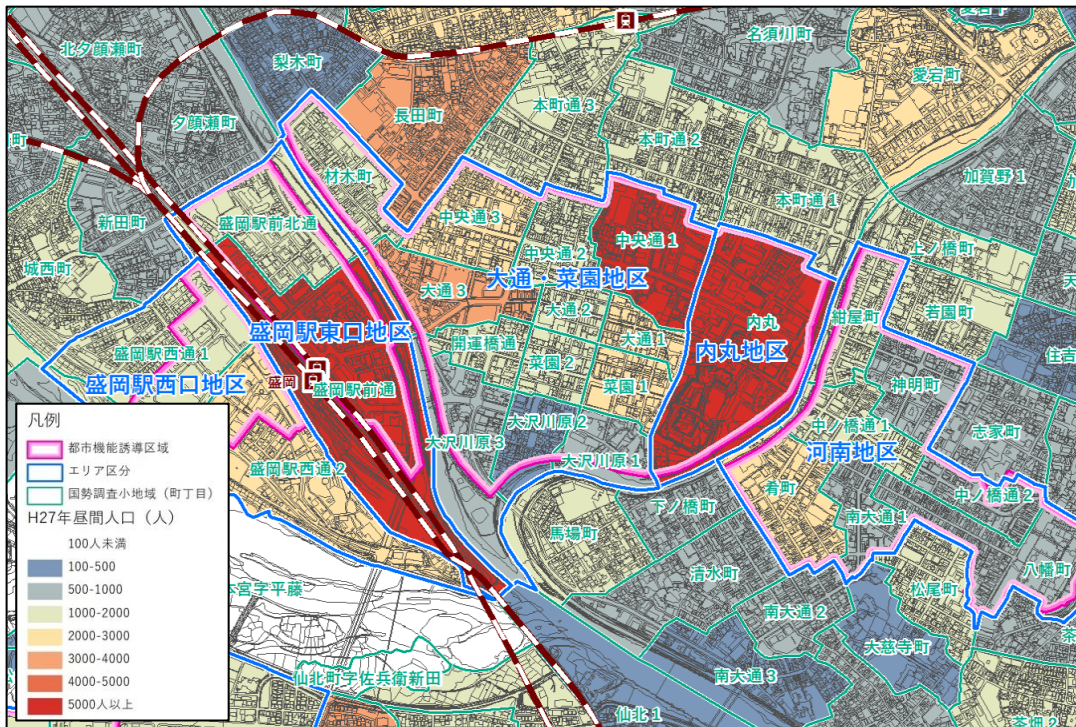 北夕顔瀬町
梨木町
名須川町
愛宕町
夕顔瀬町
長田町
本町通3
本町通2
加賀野1
材木町
本町通1
新田町
盛岡駅前北通
中央通3
中央通1
上ノ橋町
城西町
中央通2
大通・菜園地区
大通3
大通2
内丸
紺屋町
若園町
盛岡駅東口地区
開運橋通
大通1
内丸地区
盛岡駅西通1
菜園2
盛岡駅西口地区
盛岡
盛岡駅前通
菜園1
神明町
大沢川原2
中ノ橋通1
志家町
大沢川原3
大沢川原1
河南地区
盛岡駅西通2
肴町
中ノ橋通2
下ノ橋町
南大通1
馬場町
八幡町
清水町
松尾町
南大通2
宮字平藤
大慈寺町
仙北町字佐兵衛新田
南大通3
仙北1
茶畑2
凡例
都市機能誘導区域
エリア区分
国勢調査小地域（町丁目）
H27年昼間人口（人）
100人未満
100-500
500-1000
1000-2000
2000-3000
3000-4000
4000-5000
5000人以上